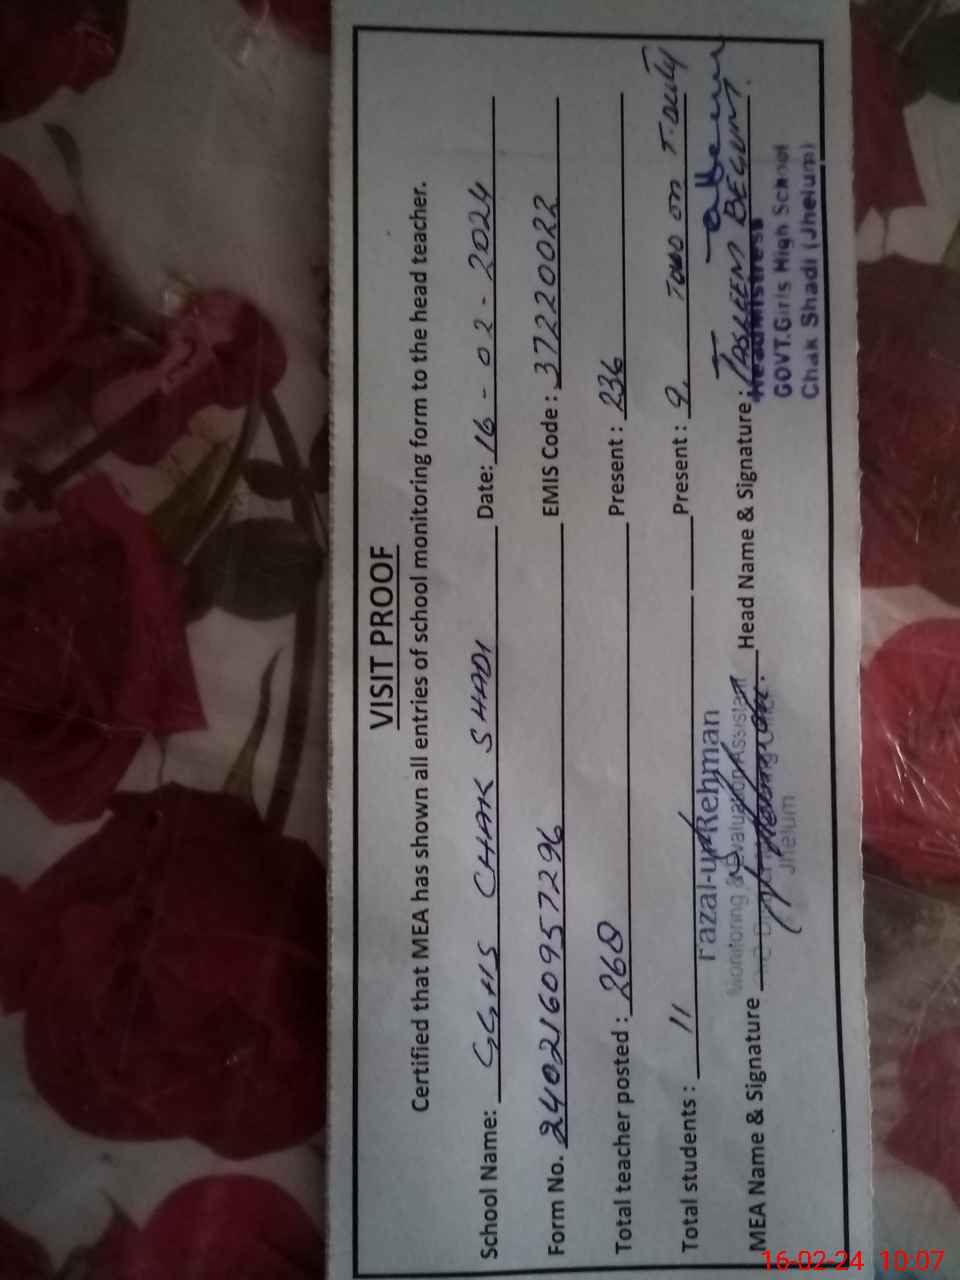 VISIT PROOF
Certified that MEA has shown all entries of school monitoring form to the head teacher.
School Name: GGHS CHAK SHADI Date: 16-02-2024
Form No. 2402160957296 EMIS Code: 37220022
Total teacher posted: 268 Present: 236
Total students: 11 Present: 9, Two on T. Duty
Fazal-ur-Rehman
Monitoring & Evaluation Assistant
MEA Name & Signature Head Name & Signature: TASLEEM BEGUM
Jhelum
Headmistress
GOVT. Girls High School
Chak Shadi (Jhelum)
16-02-24 10:07